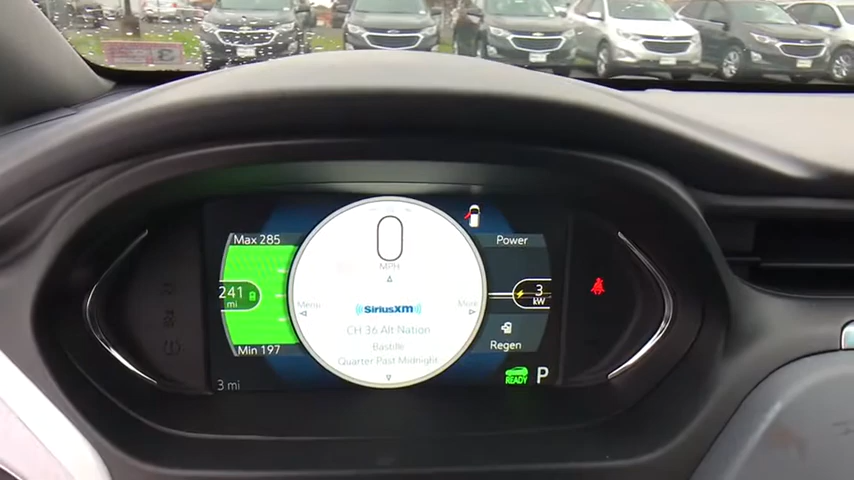 Max 285
0
MPH
Power
241
mi
Menu
SiriusXM
More
3
kW
CH 36 Alt Nation
Bastille
Quarter Past Midnight
Min 197
Regen
3 mi
READY
P